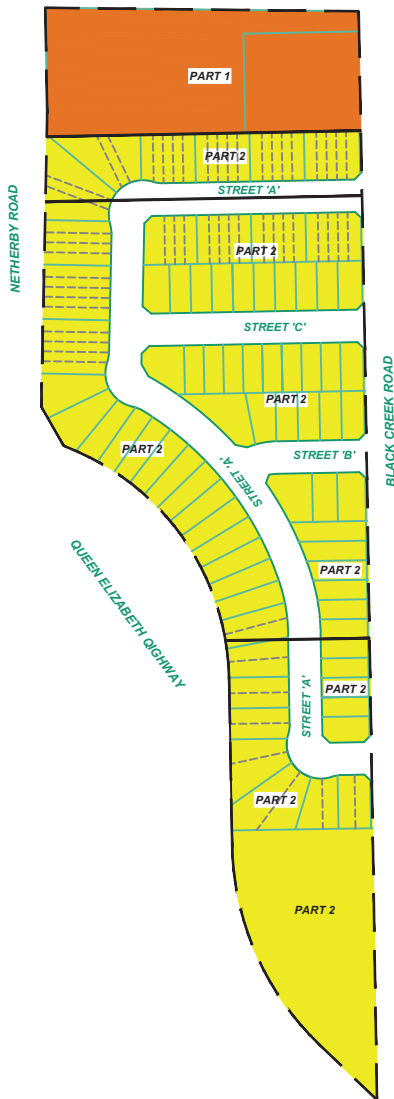 PART 1
PART 2
STREET 'A'
NETHERBY ROAD
PART 2
STREET 'C'
BLACK CREEK ROAD
PART 2
PART 2
STREET 'B'
STREET 'A'
QUEEN ELIZABETH QIGHWAY
PART 2
PART 2
STREET 'A'
PART 2
PART 2